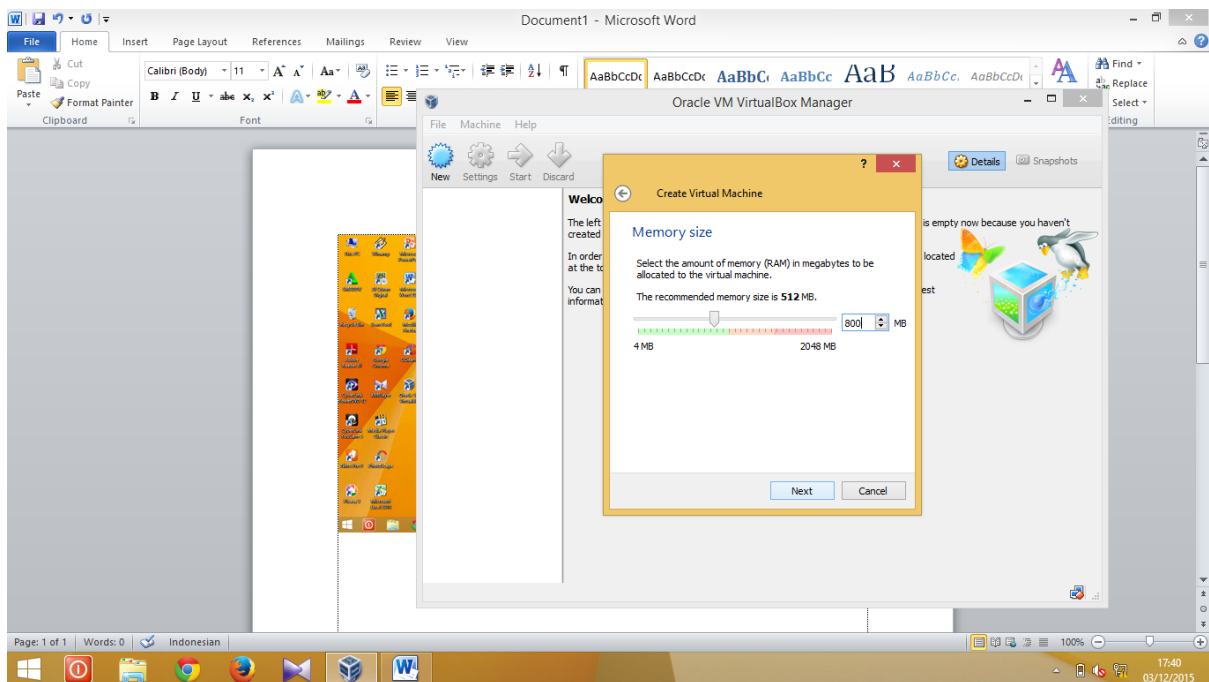 Document1 - Microsoft Word
File Home Insert Page Layout References Mailings Review View
Cut
Copy
Paste
Format Painter
Clipboard
Calibri (Body) 11
Font
AaBbCcDc AaBbCcDc AaBbC AaBbCc AaB AaBbCc. AaBbCcDc
Find
Replace
Select
Editing
Oracle VM VirtualBox Manager
File Machine Help
New Settings Start Discard
Details Snapshots
Welco
The left
created
is empty now because you haven't
In order
at the to
located
You can
informat
est
Create Virtual Machine
Memory size
Select the amount of memory (RAM) in megabytes to be
allocated to the virtual machine.
The recommended memory size is 512 MB.
800 MB
4 MB 2048 MB
Next Cancel
Page: 1 of 1 Words: 0 Indonesian
100%
17:40
03/12/2015